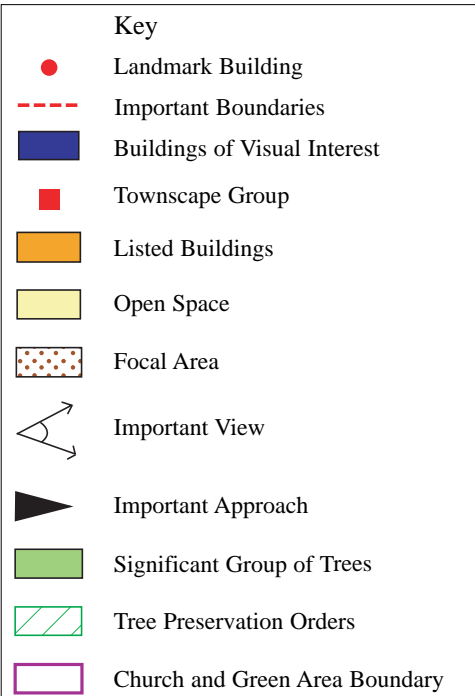 Key
Landmark Building
Important Boundaries
Buildings of Visual Interest
Townscape Group
Listed Buildings
Open Space
Focal Area
Important View
Important Approach
Significant Group of Trees
Tree Preservation Orders
Church and Green Area Boundary